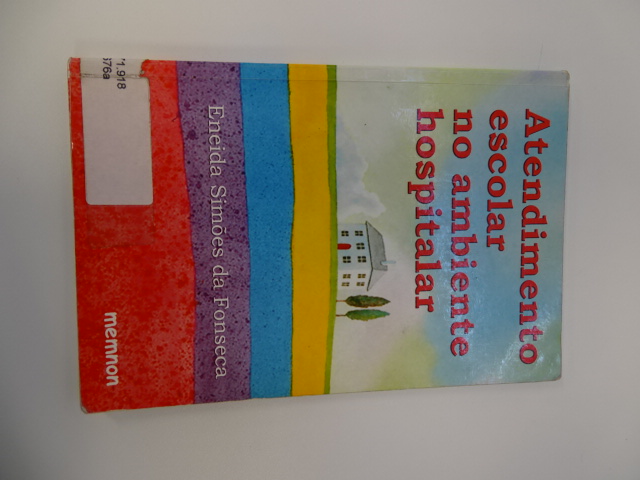 Atendimento
escolar
no ambiente
hospitalar
Eneida Simões da Fonseca
memnon